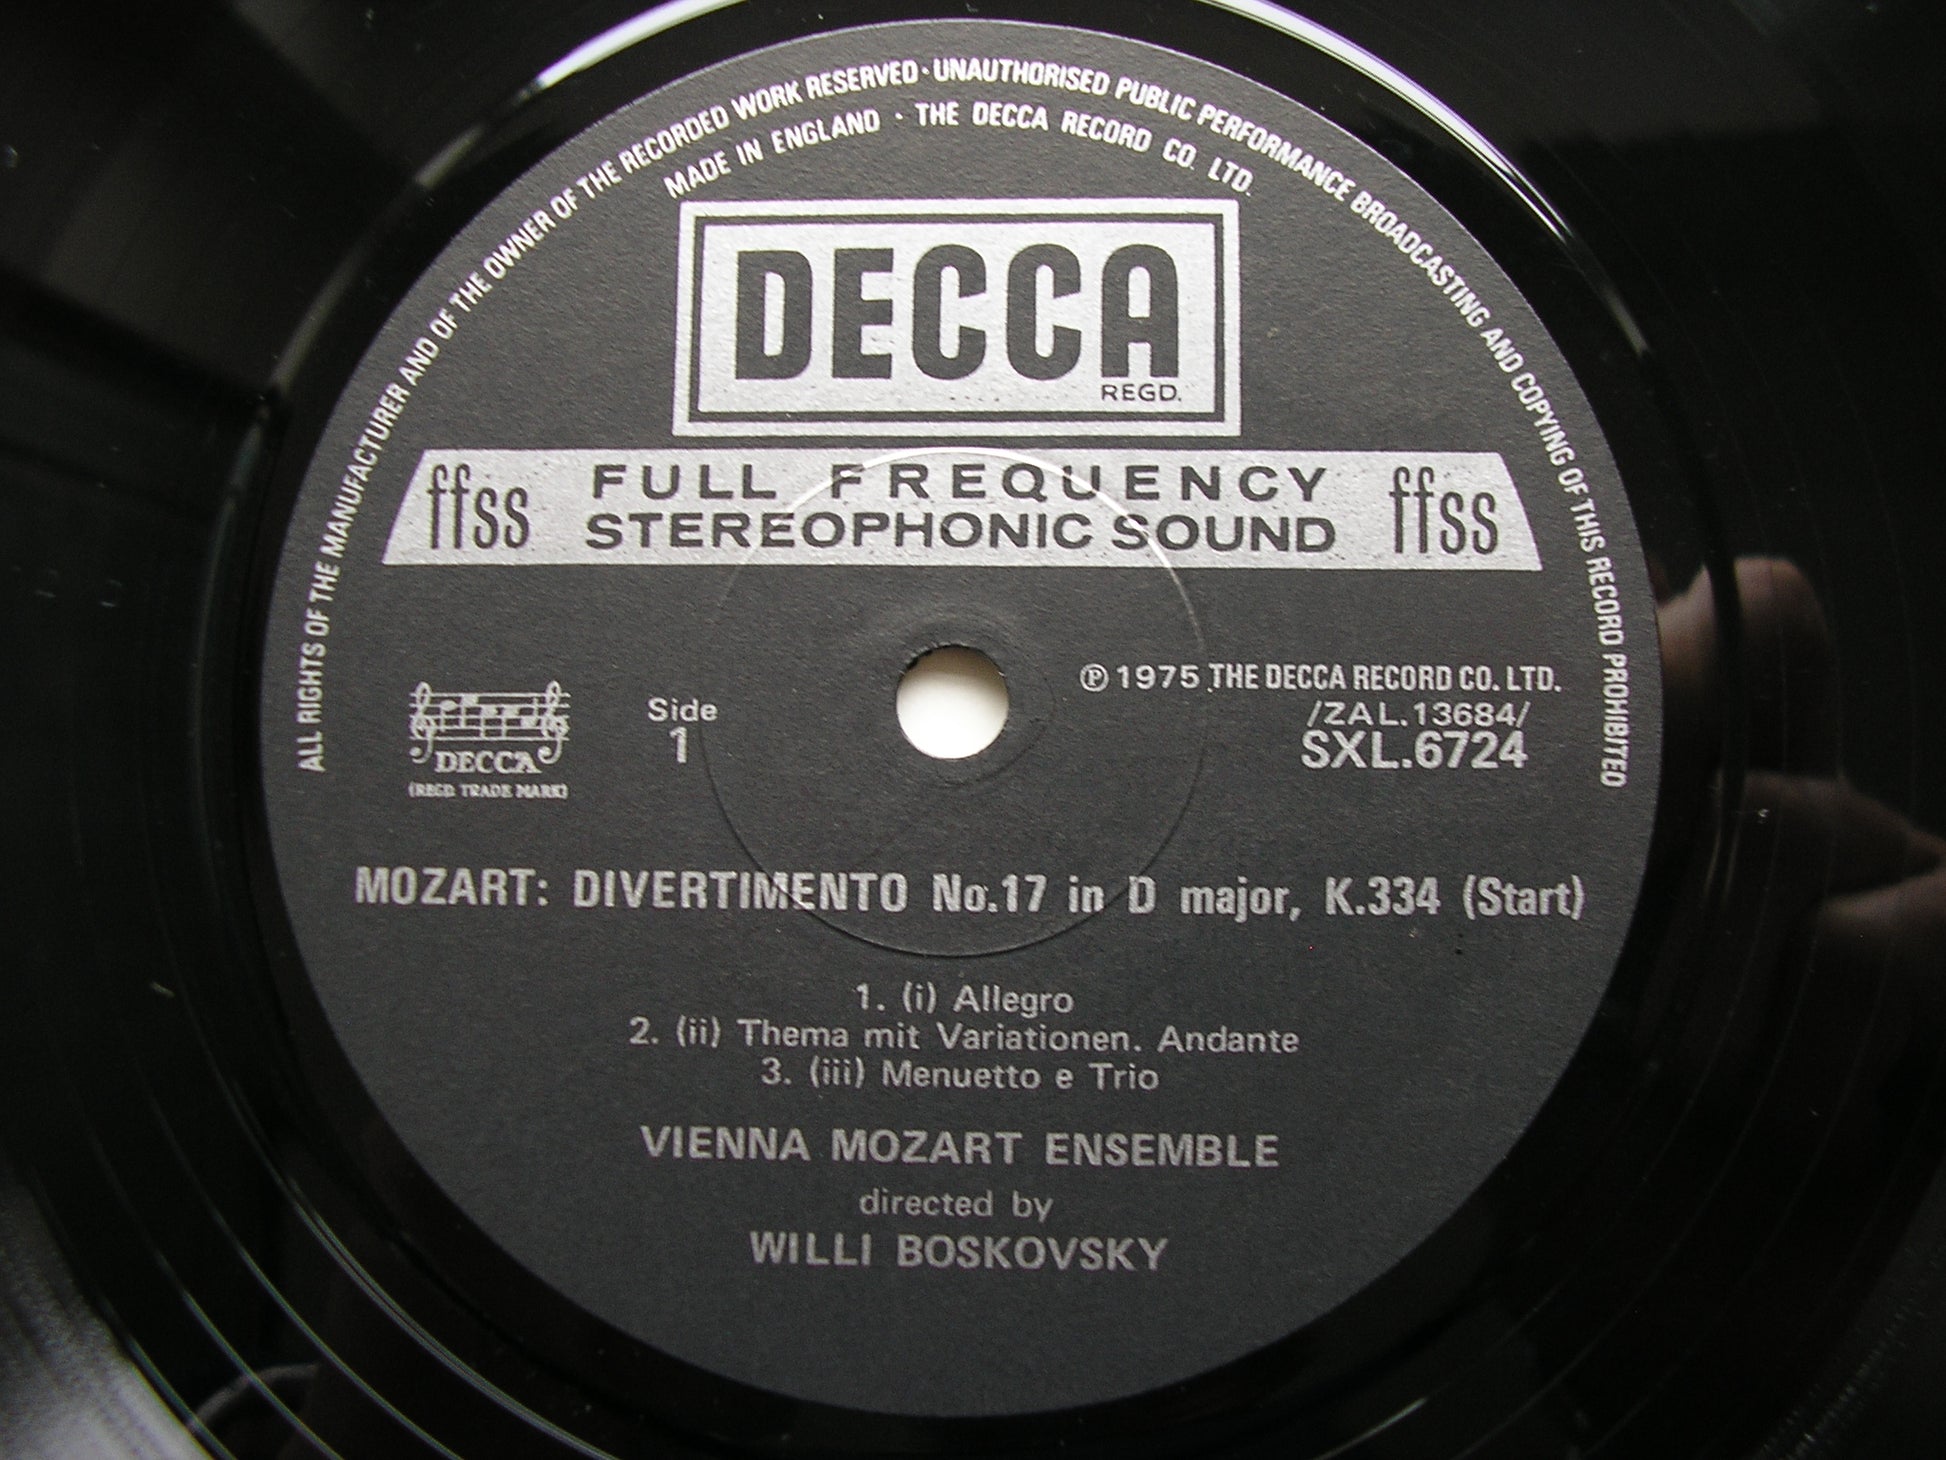 ALL RIGHTS OF THE MANUFACTURER AND OF THE OWNER OF THE RECORDED WORK RESERVED · UNAUTHORISED PUBLIC PERFORMANCE BROADCASTING AND COPYING OF THIS RECORD PROHIBITED
MADE IN ENGLAND · THE DECCA RECORD CO. LTD.
DECCA
REGD.
ffss FULL FREQUENCY STEREOPHONIC SOUND ffss
℗ 1975 THE DECCA RECORD CO. LTD.
/ZAL.13684/
SXL.6724
Side
1
DECCA
(REGD. TRADE MARK)
MOZART: DIVERTIMENTO No.17 in D major, K.334 (Start)
1. (i) Allegro
2. (ii) Thema mit Variationen. Andante
3. (iii) Menuetto e Trio
VIENNA MOZART ENSEMBLE
directed by
WILLI BOSKOVSKY